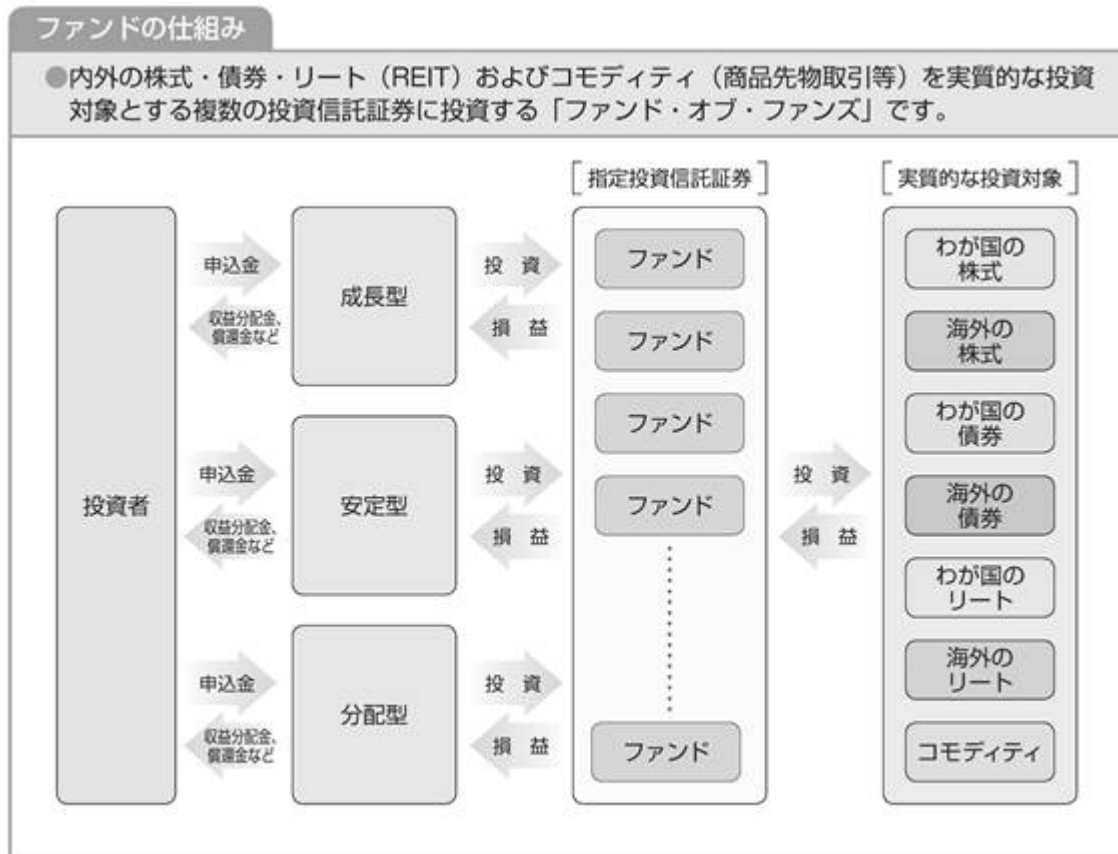 ファンドの仕組み
●内外の株式・債券・リート（REIT）およびコモディティ（商品先物取引等）を実質的な投資
対象とする複数の投資信託証券に投資する「ファンド・オブ・ファンズ」です。
指定投資信託証券
実質的な投資対象
投資者
申込金
収益分配金、
償還金など
成長型
投 資
損 益
申込金
収益分配金、
償還金など
安定型
投 資
損 益
申込金
収益分配金、
償還金など
分配型
投 資
損 益
ファンド
ファンド
ファンド
ファンド
ファンド
投 資
損 益
わが国の
株式
海外の
株式
わが国の
債券
海外の
債券
わが国の
リート
海外の
リート
コモディティ